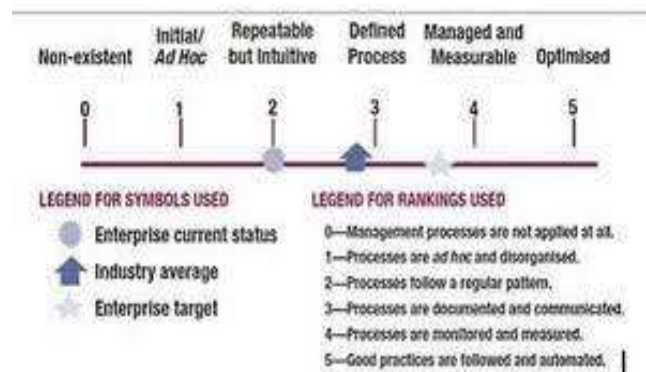 Non-existent
Initial/
Ad Hoc
Repeatable
but Intuitive
Defined
Process
Managed and
Measurable
Optimised
0 1 2 3 4 5
LEGEND FOR SYMBOLS USED
Enterprise current status
Industry average
Enterprise target
LEGEND FOR RANKINGS USED
0—Management processes are not applied at all.
1—Processes are ad hoc and disorganised.
2—Processes follow a regular pattern.
3—Processes are documented and communicated.
4—Processes are monitored and measured.
5—Good practices are followed and automated.